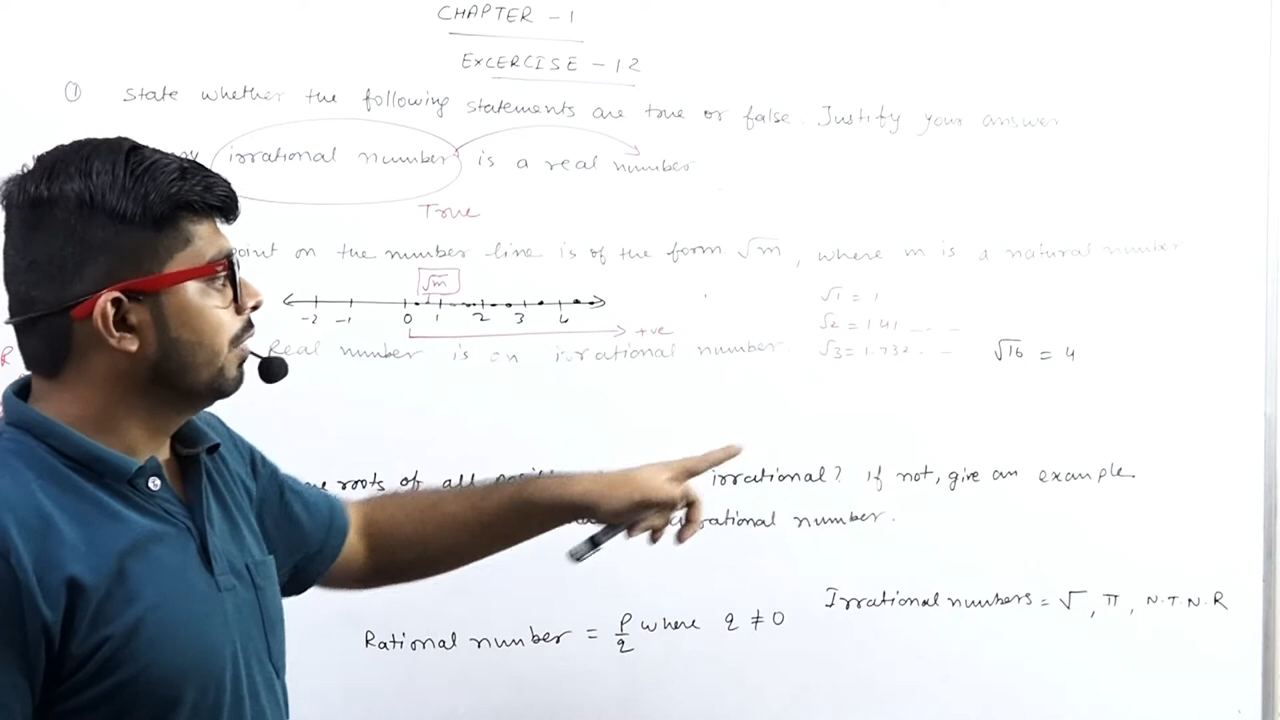 CHAPTER - 1
EXCERCISE - 1.2
① State whether the following statements are true or false. Justify your answer
irrational number is a real number
True
point on the number line is of the form √m, where m is a natural number
√m
-2 -1 0 1 2 3 4
+ve
√1 = 1
√2 = 1.41 ...
√3 = 1.732 ...
√16 = 4
R
Real number is an irrational number.
roots of all irrational? If not, give an example
rational number.
Rational number = p/q where q ≠ 0
Irrational numbers = √, π, N.T.N.R